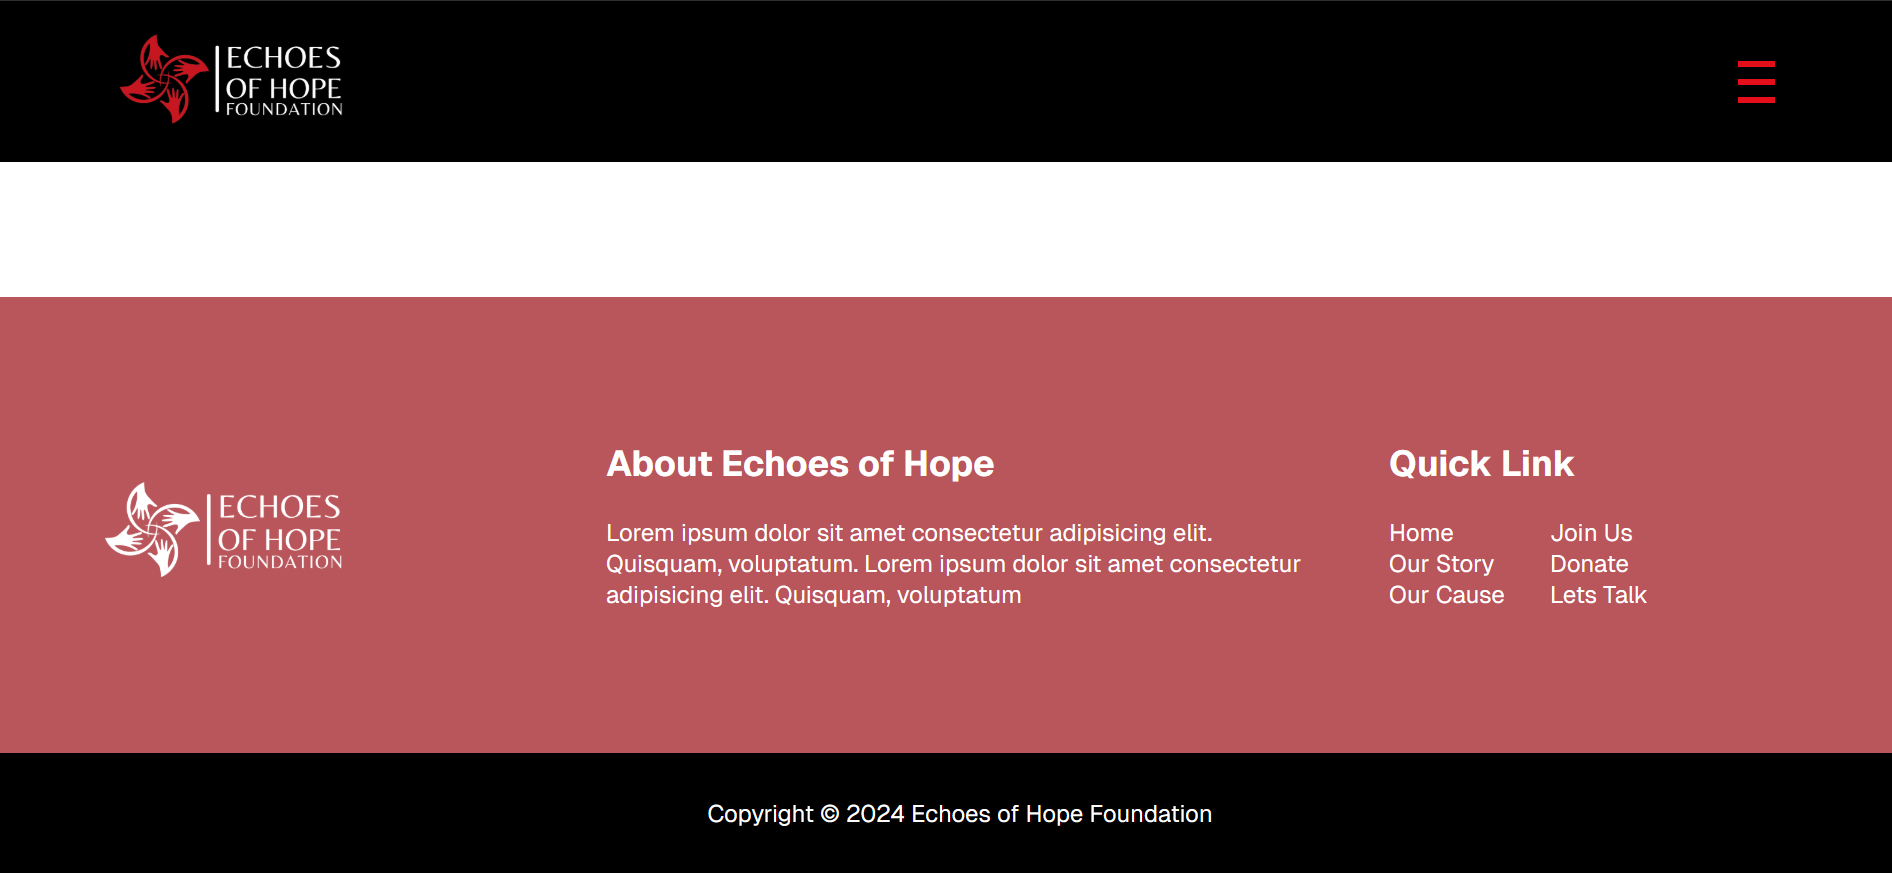 ECHOES
OF HOPE
FOUNDATION
ECHOES
OF HOPE
FOUNDATION
About Echoes of Hope
Lorem ipsum dolor sit amet consectetur adipisicing elit.
Quisquam, voluptatum. Lorem ipsum dolor sit amet consectetur
adipisicing elit. Quisquam, voluptatum
Quick Link
Home
Our Story
Our Cause
Join Us
Donate
Lets Talk
Copyright © 2024 Echoes of Hope Foundation